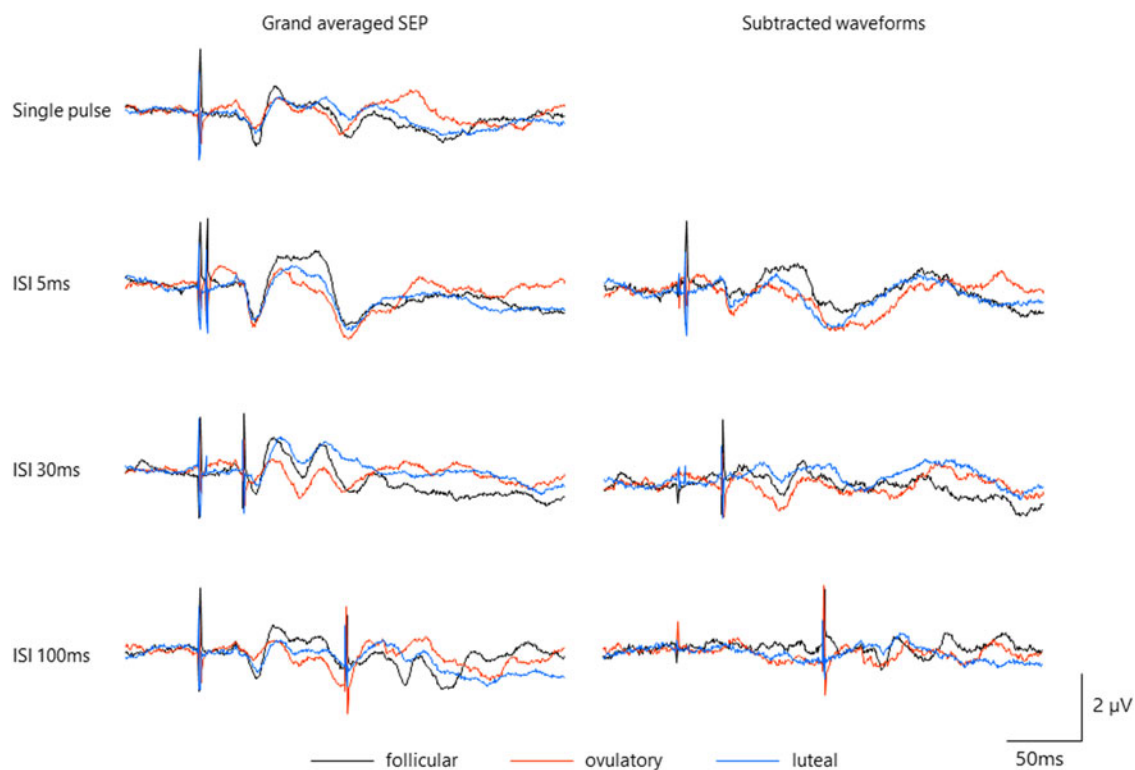 Grand averaged SEP
Subtracted waveforms
Single pulse
ISI 5ms
ISI 30ms
ISI 100ms
2 μV
50ms
follicular
ovulatory
luteal